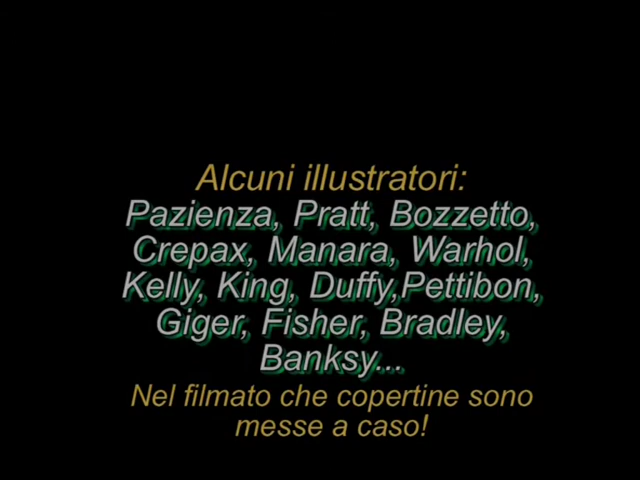 Alcuni illustratori:
Pazienza, Pratt, Bozzetto,
Crepax, Manara, Warhol,
Kelly, King, Duffy,Pettibon,
Giger, Fisher, Bradley,
Banksy...
Nel filmato che copertine sono
messe a caso!